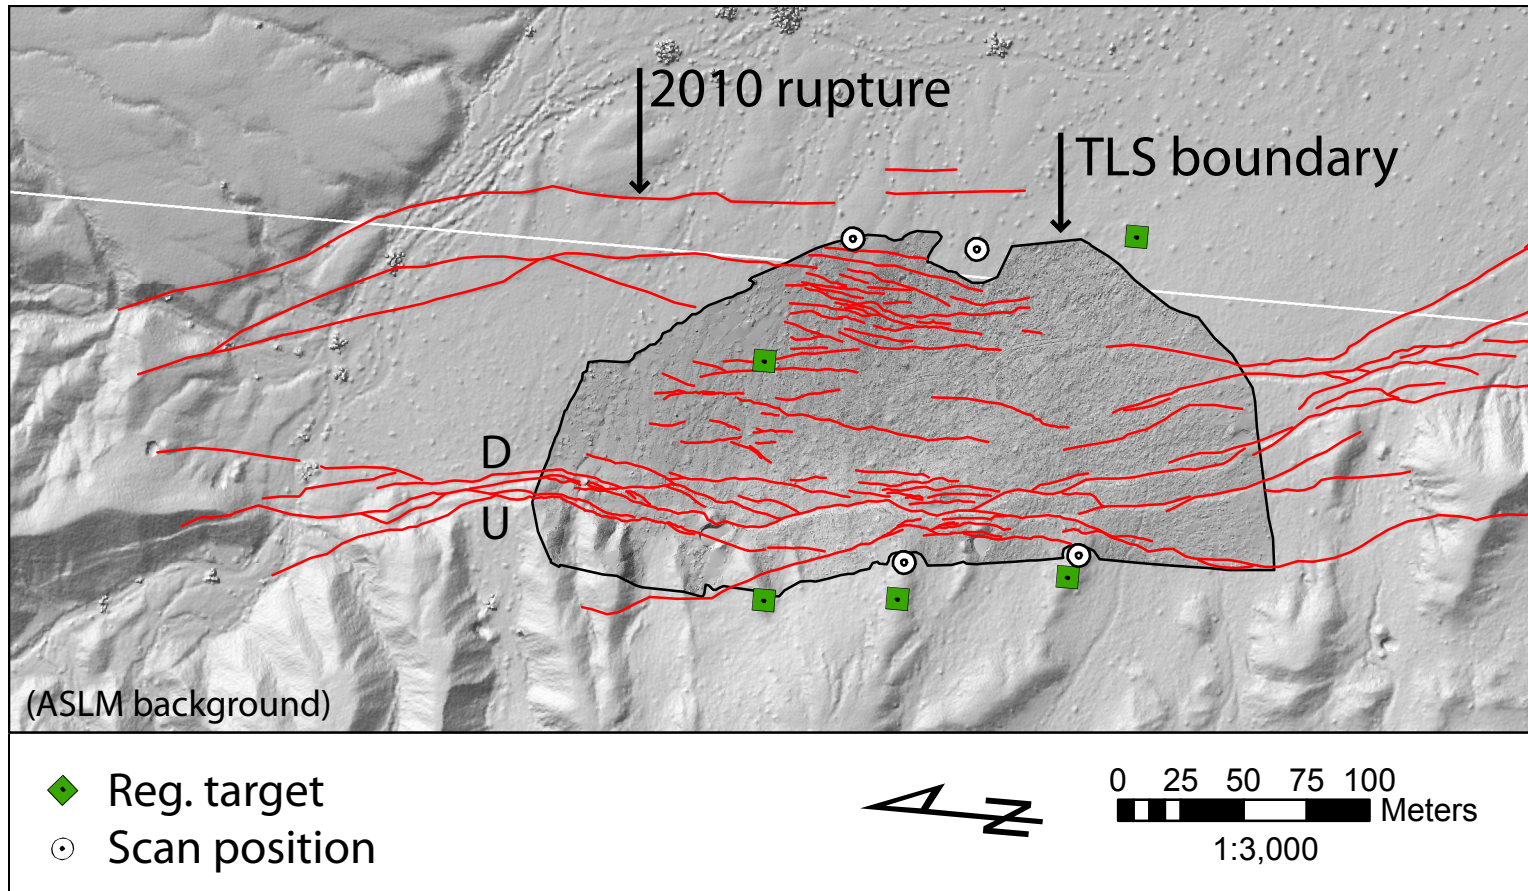 2010 rupture
TLS boundary
D
U
(ASLM background)
Reg. target
Scan position
N
0 25 50 75 100
Meters
1:3,000